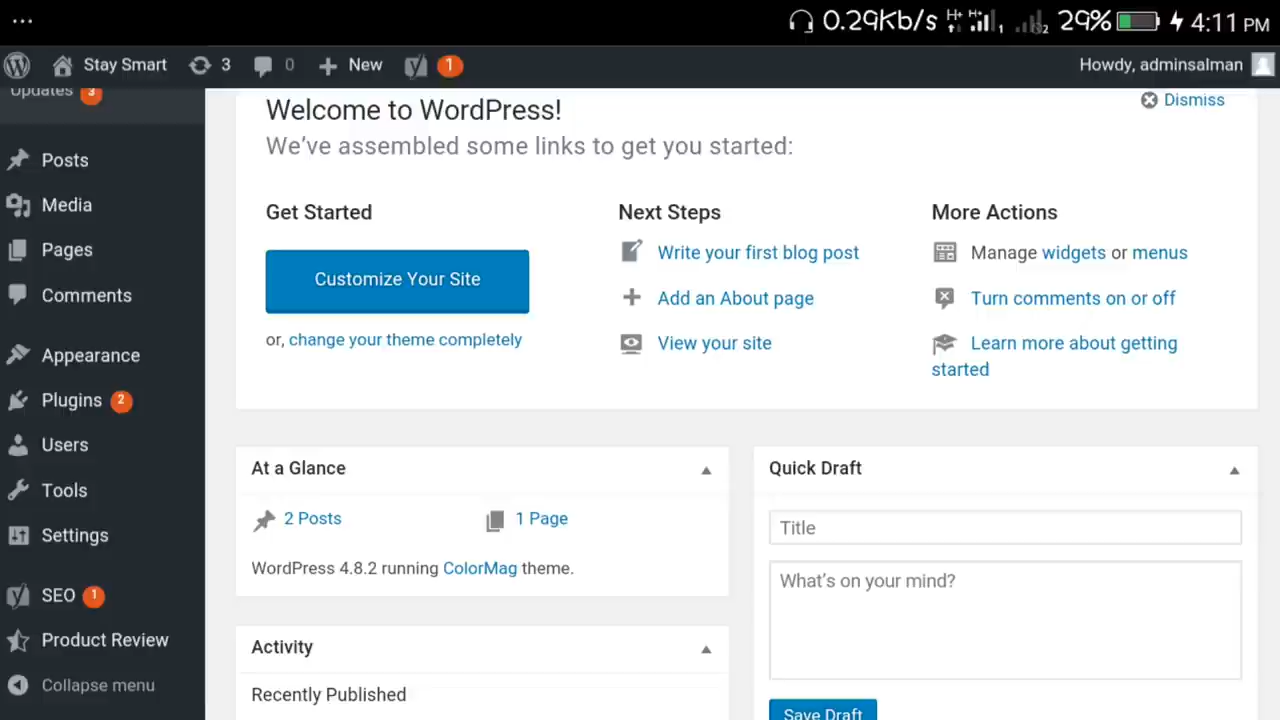 ... 0.29Kb/s H+ H+ 1 2 29% 4:11 PM
Stay Smart 3 0 New 1 Howdy, adminsalman
Updates 3
Posts
Media
Pages
Comments
Appearance
Plugins 2
Users
Tools
Settings
SEO 1
Product Review
Collapse menu
Welcome to WordPress!
Dismiss
We've assembled some links to get you started:
Get Started
Customize Your Site
or, change your theme completely
Next Steps
Write your first blog post
Add an About page
View your site
More Actions
Manage widgets or menus
Turn comments on or off
Learn more about getting
started
At a Glance
2 Posts 1 Page
WordPress 4.8.2 running ColorMag theme.
Activity
Recently Published
Quick Draft
Title
What's on your mind?
Save Draft